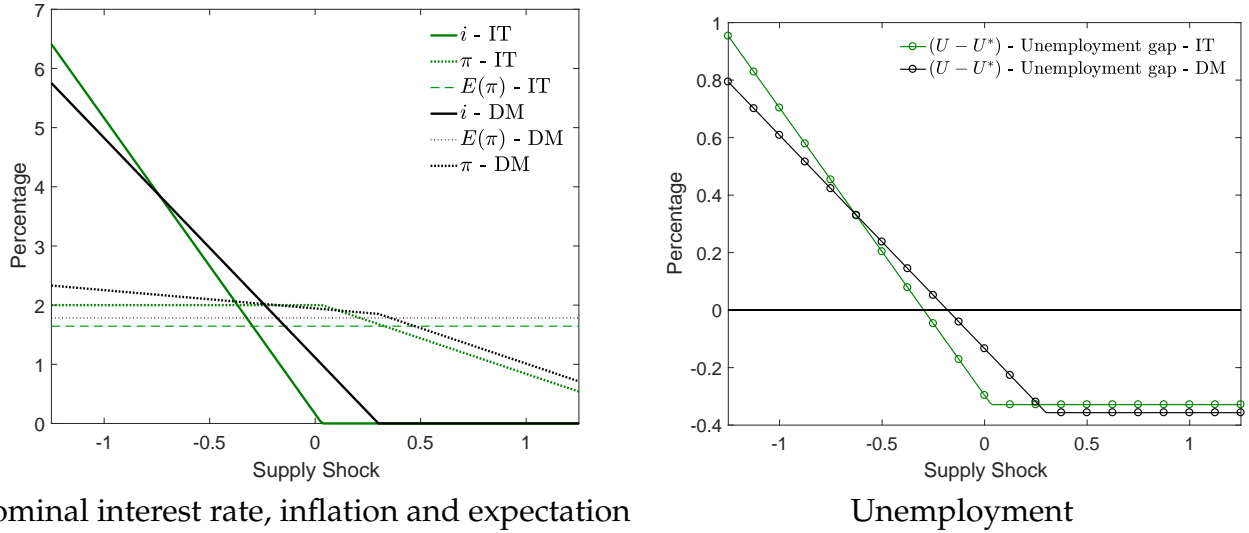 7
6
5
4
3
2
1
0
Percentage
-1
-0.5
0
0.5
1
Supply Shock
i - IT
π - IT
E(π) - IT
i - DM
E(π) - DM
π - DM
ominal interest rate, inflation and expectation
1
0.8
0.6
0.4
0.2
0
-0.2
-0.4
Percentage
-1
-0.5
0
0.5
1
Supply Shock
(U − U*) - Unemployment gap - IT
(U − U*) - Unemployment gap - DM
Unemployment